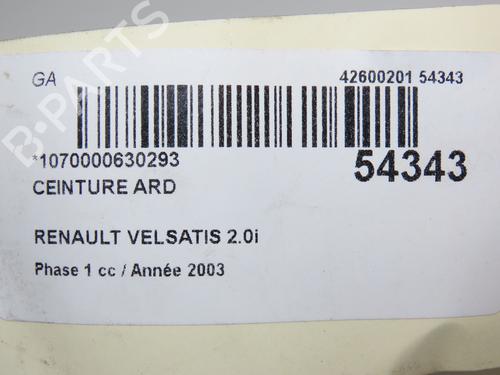 GA
42600201 54343
*1070000630293
54343
CEINTURE ARD
RENAULT VELSATIS 2.0i
Phase 1 cc / Année 2003
B-PARTS